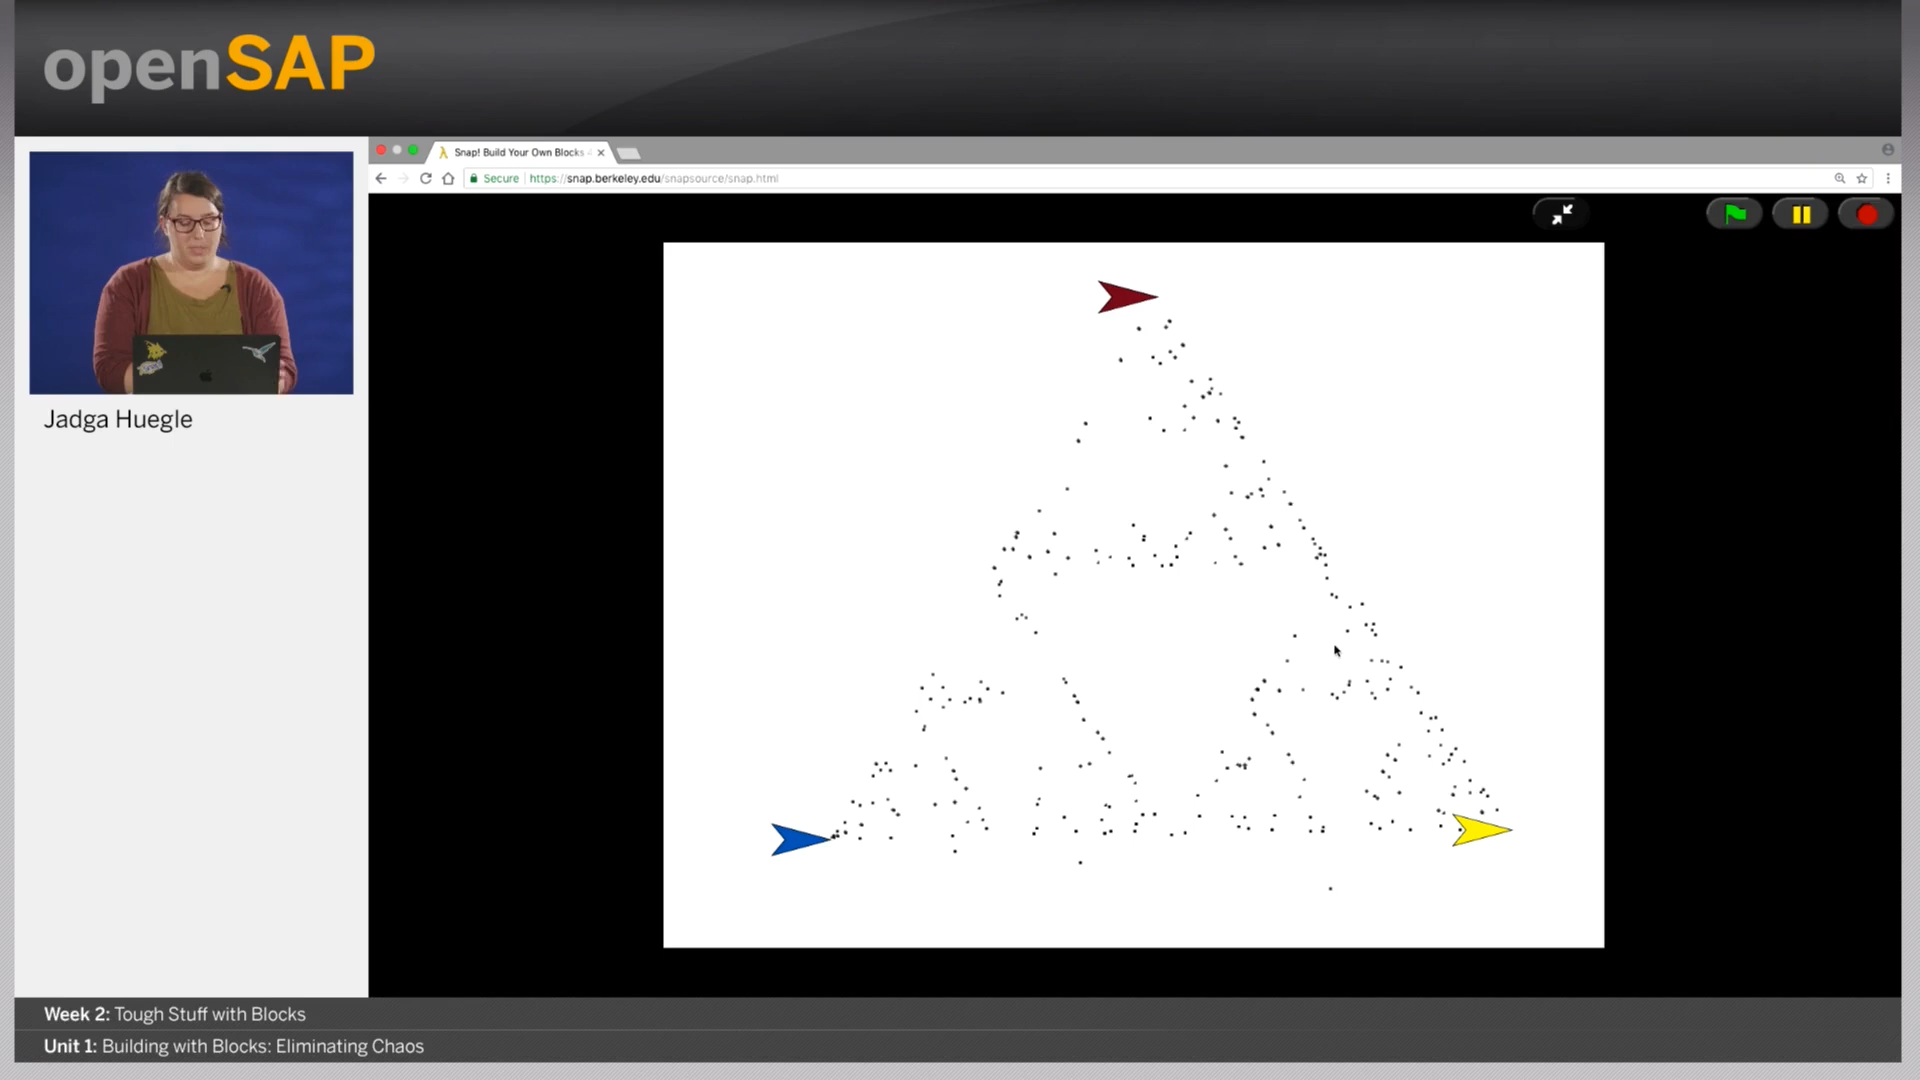 openSAP
Snap! Build Your Own Blocks
Secure
https://snap.berkeley.edu/snapsource/snap.html
Jadga Huegle
Week 2: Tough Stuff with Blocks
Unit 1: Building with Blocks: Eliminating Chaos